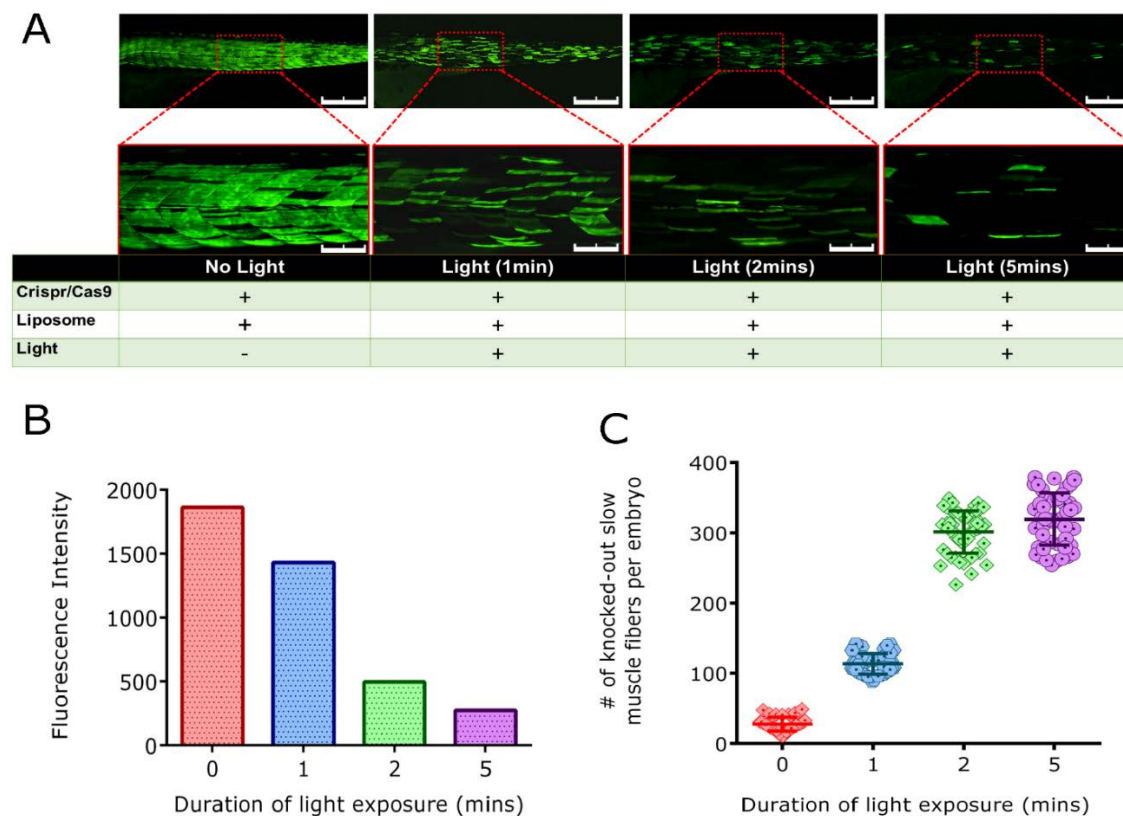 A
No Light Light (1min) Light (2mins) Light (5mins)
Crispr/Cas9 + + + +
Liposome + + + +
Light - + + +
B
Fluorescence Intensity
2000
1500
1000
500
0
0 1 2 5
Duration of light exposure (mins)
C
# of knocked-out slow
muscle fibers per embryo
400
300
200
100
0
0 1 2 5
Duration of light exposure (mins)